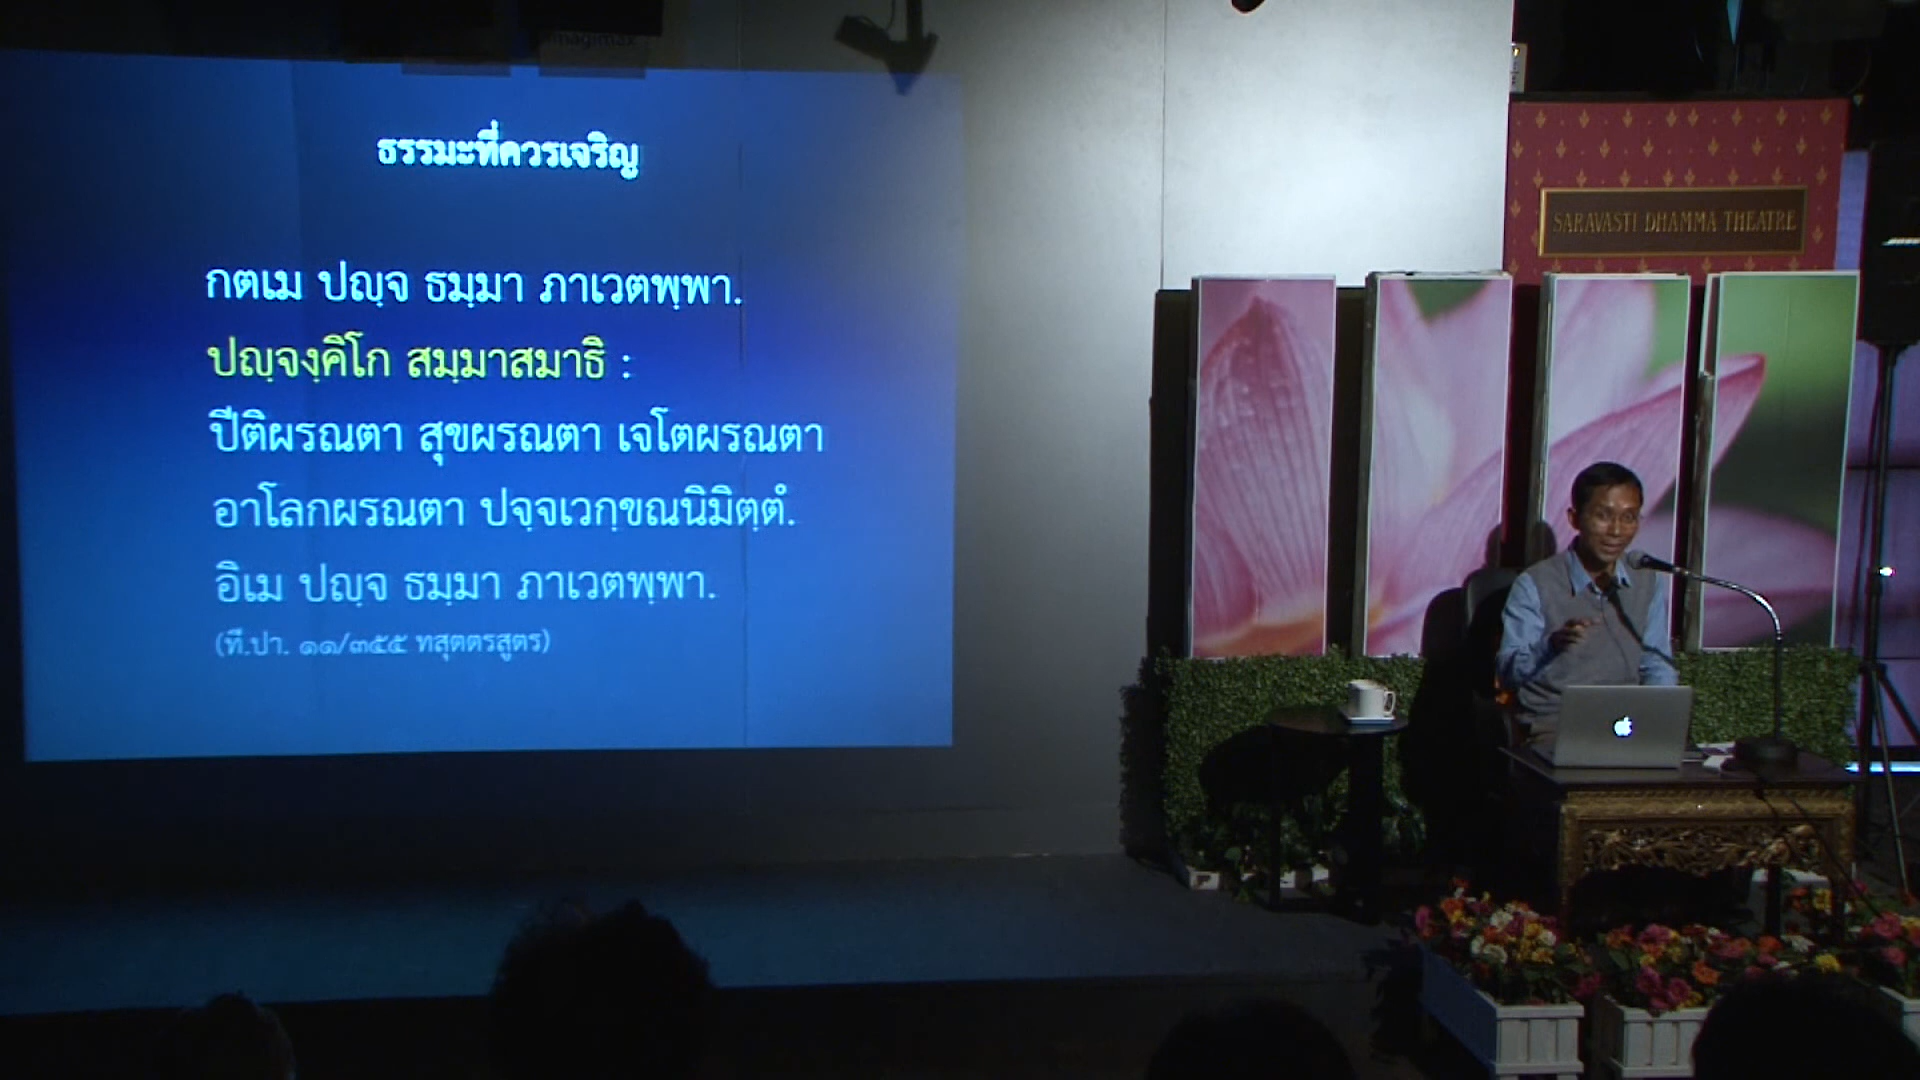 ธรรมะที่ควรเจริญ
กตเม ปญฺจ ธมฺมา ภาเวตพฺพา.
ปญฺจงฺคิโก สมฺมาสมาธิ :
ปีติผรณตา สุขผรณตา เจโตผรณตา
อาโลกผรณตา ปจฺจเวกฺขณนิมิตฺตํ.
อิเม ปญฺจ ธมฺมา ภาเวตพฺพา.
(ที.ปา. ๑๑/๓๕๕ ทสุตตรสูตร)
SARAVASTI DHAMMA THEATRE